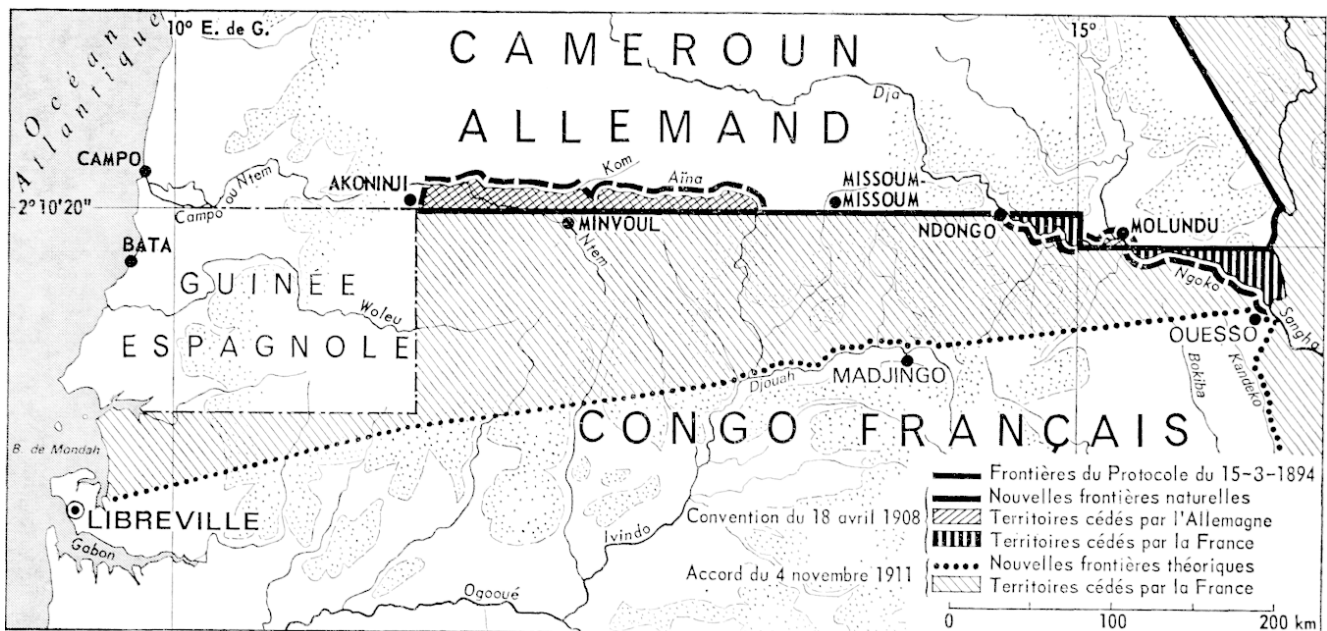 10° E. de G.
15°
Océan
Atlantique
CAMEROUN
ALLEMAND
Dja
CAMPO
Campo ou Ntem
2° 10' 20"
AKONINJI
Kom
Aïna
MISSOUM-
MISSOUM
MINVOUL
Ntem
NDONGO
MOLUNDU
BATA
GUINÉE
ESPAGNOLE
Woleu
Ngoko
Sangha
OUESSO
Djouah
MADJINGO
Bokiba
Kandeko
CONGO FRANÇAIS
B. de Mondah
LIBREVILLE
Gabon
Ivindo
Ogooué
Frontières du Protocole du 15-3-1894
Convention du 18 avril 1908
Nouvelles frontières naturelles
Territoires cédés par l'Allemagne
Territoires cédés par la France
Accord du 4 novembre 1911
Nouvelles frontières théoriques
Territoires cédés par la France
0 100 200 km